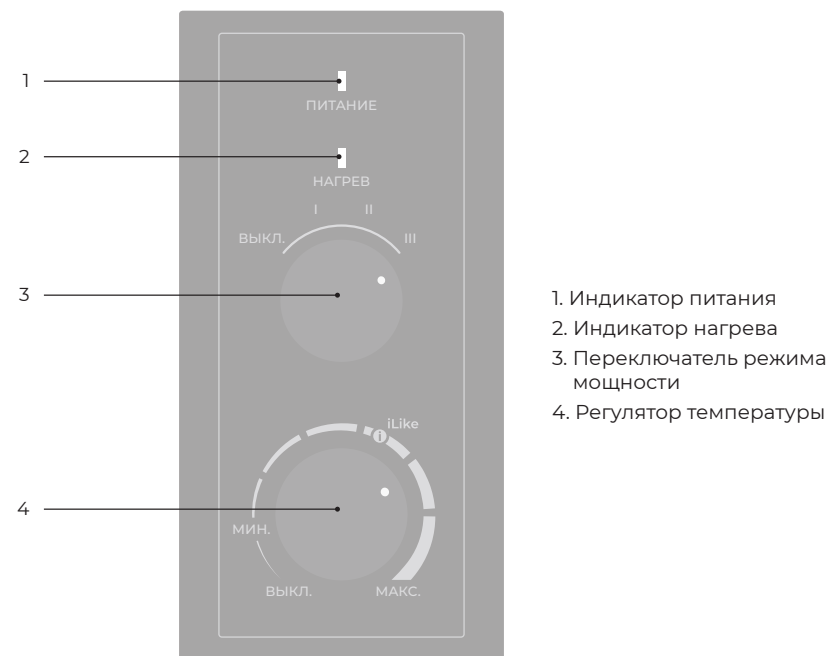 1
ПИТАНИЕ
2
НАГРЕВ
I II
ВЫКЛ. III
3
iLike
i
4
МИН.
ВЫКЛ. МАКС.
1. Индикатор питания
2. Индикатор нагрева
3. Переключатель режима
мощности
4. Регулятор температуры